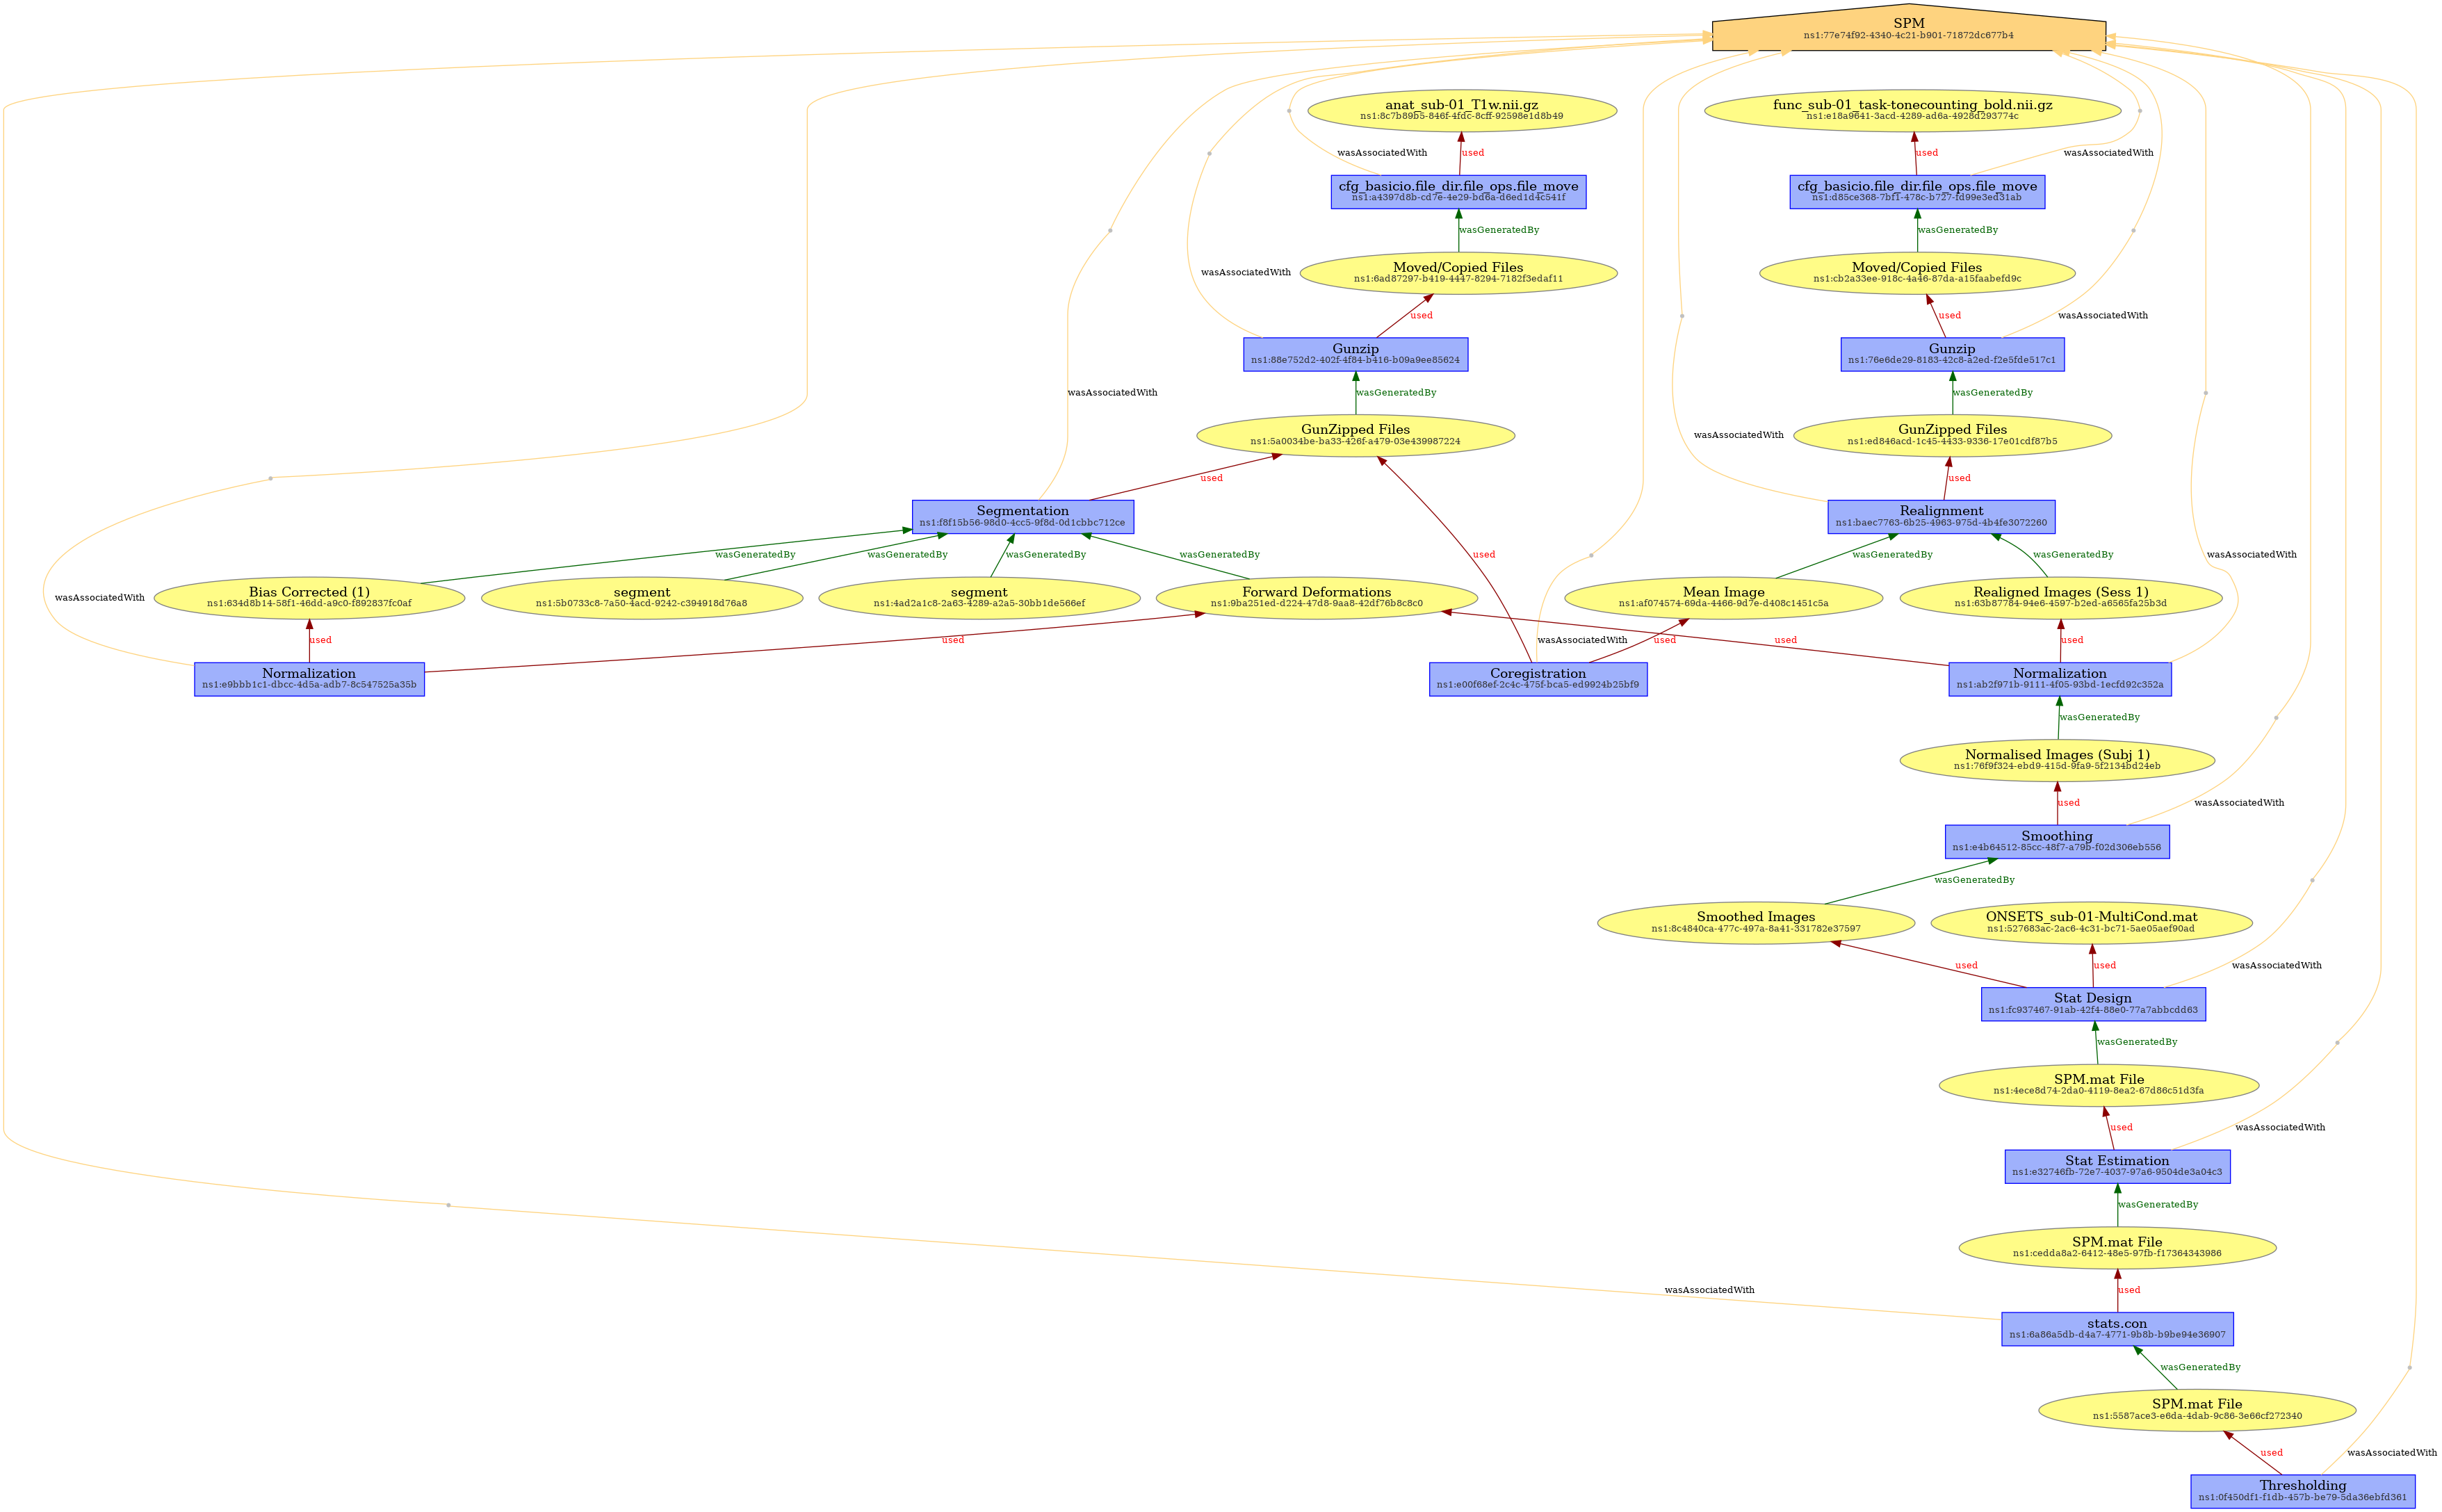 SPM
ns1:77e74f92-4340-4c21-b901-71872dc677b4
anat_sub-01_T1w.nii.gz
ns1:8c7b89b5-846f-4fdc-8cff-92598e1d8b49
func_sub-01_task-tonecounting_bold.nii.gz
ns1:e18a9641-3acd-4289-ad6a-4928d293774c
wasAssociatedWith
used
used
wasAssociatedWith
cfg_basicio.file_dir.file_ops.file_move
ns1:a4397d8b-cd7e-4e29-bd6a-d6ed1d4c541f
cfg_basicio.file_dir.file_ops.file_move
ns1:d85ce368-7bf1-478c-b727-fd99e3ed31ab
wasGeneratedBy
wasGeneratedBy
wasAssociatedWith
Moved/Copied Files
ns1:6ad87297-b419-4447-8294-7182f3edaf11
Moved/Copied Files
ns1:cb2a33ee-918c-4a46-87da-a15faabefd9c
used
used
wasAssociatedWith
Gunzip
ns1:88e752d2-402f-4f84-b416-b09a9ee85624
Gunzip
ns1:76e6de29-8183-42c8-a2ed-f2e5fde517c1
wasAssociatedWith
wasGeneratedBy
wasGeneratedBy
GunZipped Files
ns1:5a0034be-ba33-426f-a479-03e439987224
wasAssociatedWith
GunZipped Files
ns1:ed846acd-1c45-4433-9336-17e01cdf87b5
used
used
Segmentation
ns1:f8f15b56-98d0-4cc5-9f8d-0d1cbbc712ce
Realignment
ns1:baec7763-6b25-4963-975d-4b4fe3072260
wasGeneratedBy
wasGeneratedBy
wasGeneratedBy
wasGeneratedBy
used
wasGeneratedBy
wasGeneratedBy
wasAssociatedWith
wasAssociatedWith
Bias Corrected (1)
ns1:634d8b14-58f1-46dd-a9c0-f892837fc0af
segment
ns1:5b0733c8-7a50-4acd-9242-c394918d76a8
segment
ns1:4ad2a1c8-2a63-4289-a2a5-30bb1de566ef
Forward Deformations
ns1:9ba251ed-d224-47d8-9aa8-42df76b8c8c0
Mean Image
ns1:af074574-69da-4466-9d7e-d408c1451c5a
Realigned Images (Sess 1)
ns1:63b87784-94e6-4597-b2ed-a6565fa25b3d
used
used
wasAssociatedWith
used
used
used
Normalization
ns1:e9bbb1c1-dbcc-4d5a-adb7-8c547525a35b
Coregistration
ns1:e00f68ef-2c4c-475f-bca5-ed9924b25bf9
Normalization
ns1:ab2f971b-9111-4f05-93bd-1ecfd92c352a
wasGeneratedBy
Normalised Images (Subj 1)
ns1:76f9f324-ebd9-415d-9fa9-5f2134bd24eb
used
wasAssociatedWith
Smoothing
ns1:e4b64512-85cc-48f7-a79b-f02d306eb556
wasGeneratedBy
Smoothed Images
ns1:8c4840ca-477c-497a-8a41-331782e37597
ONSETS_sub-01-MultiCond.mat
ns1:527683ac-2ac6-4c31-bc71-5ae05aef90ad
used
used
wasAssociatedWith
Stat Design
ns1:fc937467-91ab-42f4-88e0-77a7abbcdd63
wasGeneratedBy
SPM.mat File
ns1:4ece8d74-2da0-4119-8ea2-67d86c51d3fa
used
wasAssociatedWith
Stat Estimation
ns1:e32746fb-72e7-4037-97a6-9504de3a04c3
wasGeneratedBy
SPM.mat File
ns1:cedda8a2-6412-48e5-97fb-f17364343986
wasAssociatedWith
used
stats.con
ns1:6a86a5db-d4a7-4771-9b8b-b9be94e36907
wasGeneratedBy
SPM.mat File
ns1:5587ace3-e6da-4dab-9c86-3e66cf272340
used
wasAssociatedWith
Thresholding
ns1:0f450df1-f1db-457b-be79-5da36ebfd361